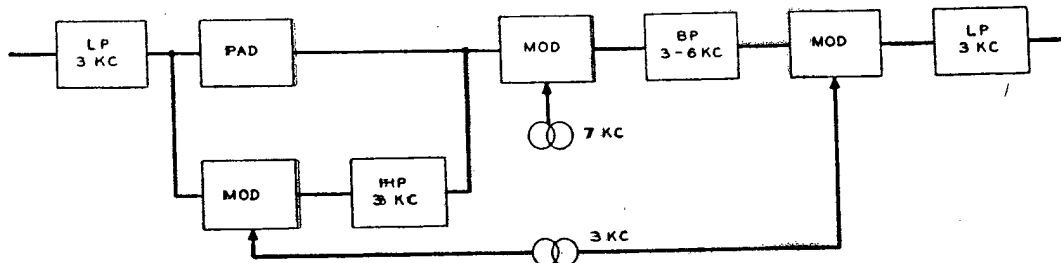 LP
3 KC
PAD
MOD
BP
3-6 KC
MOD
LP
3 KC
7 KC
MOD
HP
3 KC
3 KC